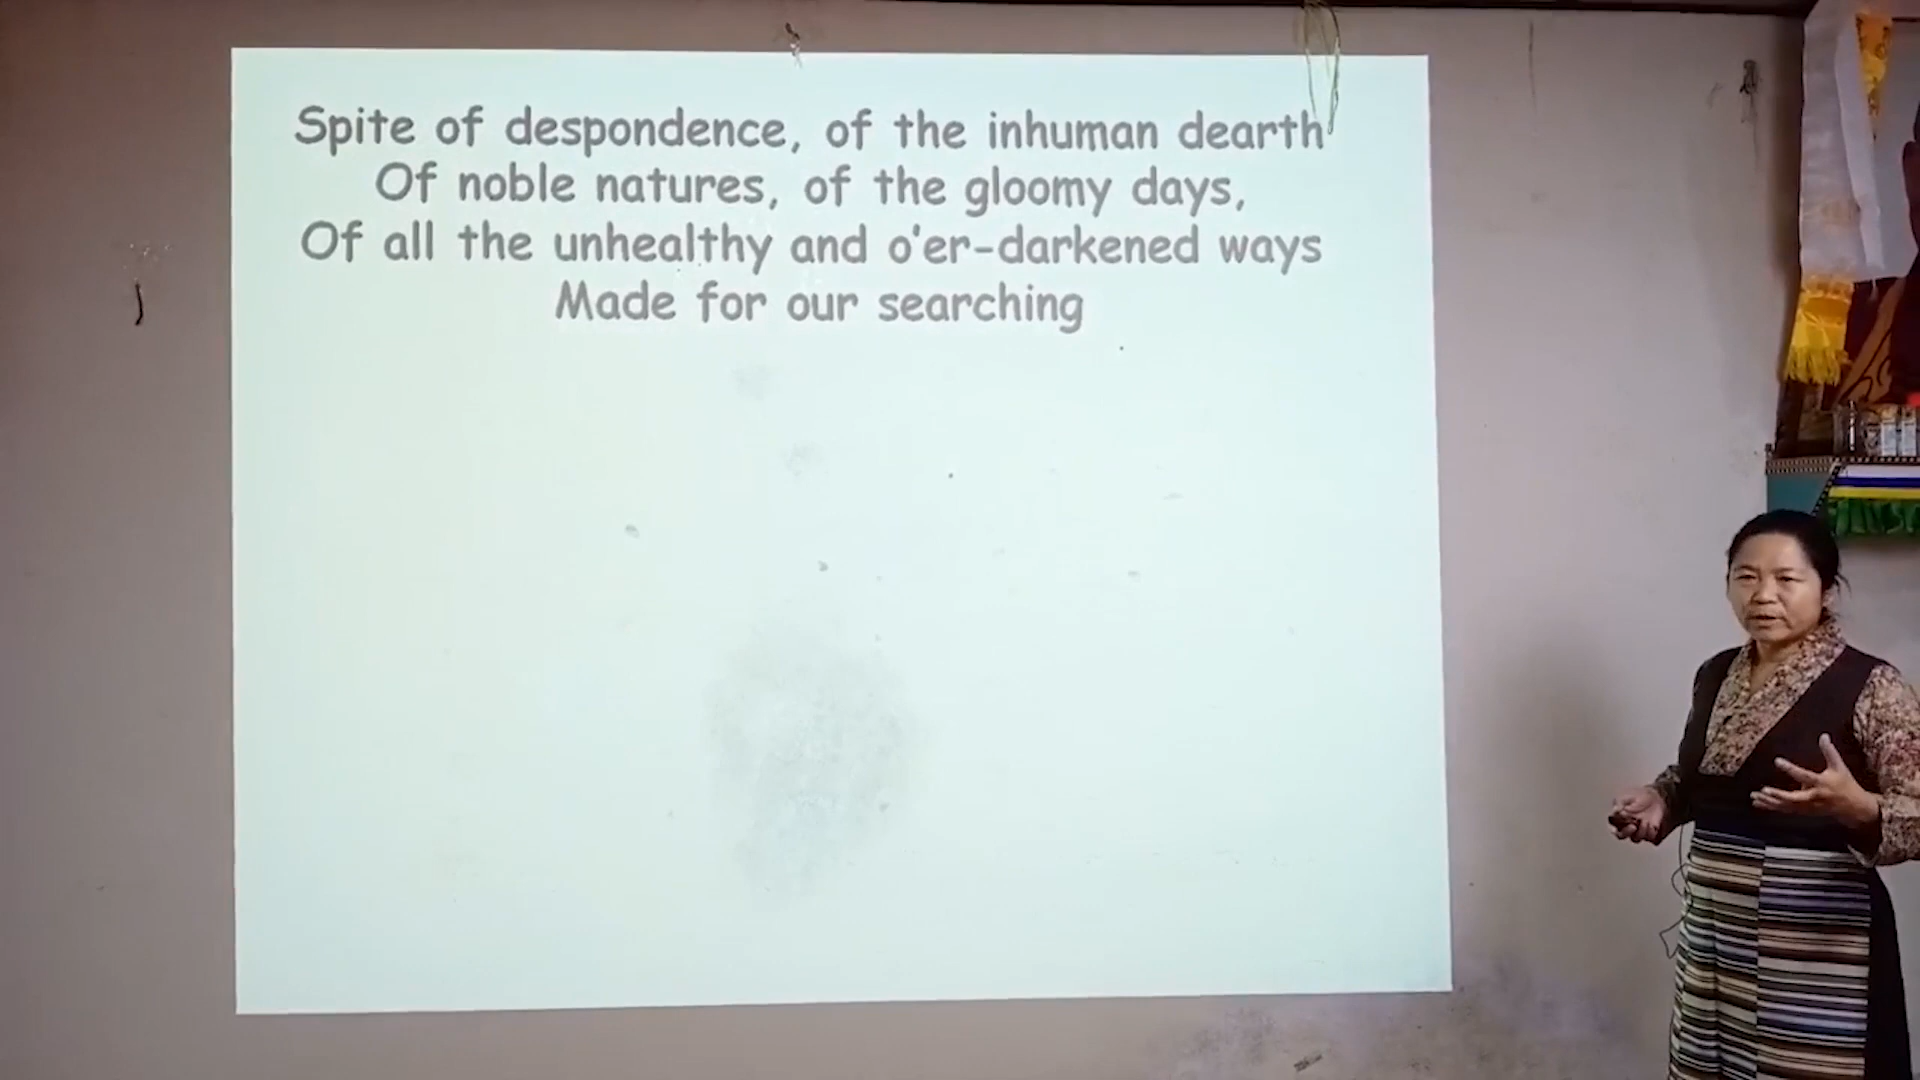 Spite of despondence, of the inhuman dearth
Of noble natures, of the gloomy days,
Of all the unhealthy and o'er-darkened ways
Made for our searching